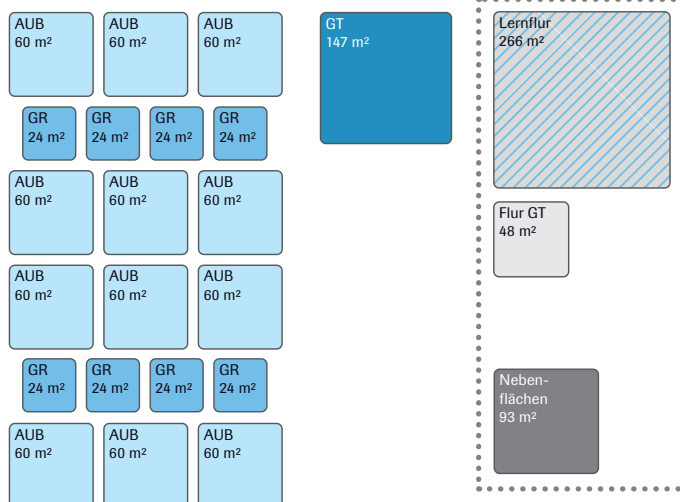 AUB
60 m²
AUB
60 m²
AUB
60 m²
GT
147 m²
Lernflur
266 m²
GR
24 m²
GR
24 m²
GR
24 m²
GR
24 m²
AUB
60 m²
AUB
60 m²
AUB
60 m²
Flur GT
48 m²
AUB
60 m²
AUB
60 m²
AUB
60 m²
GR
24 m²
GR
24 m²
GR
24 m²
GR
24 m²
Neben-
flächen
93 m²
AUB
60 m²
AUB
60 m²
AUB
60 m²